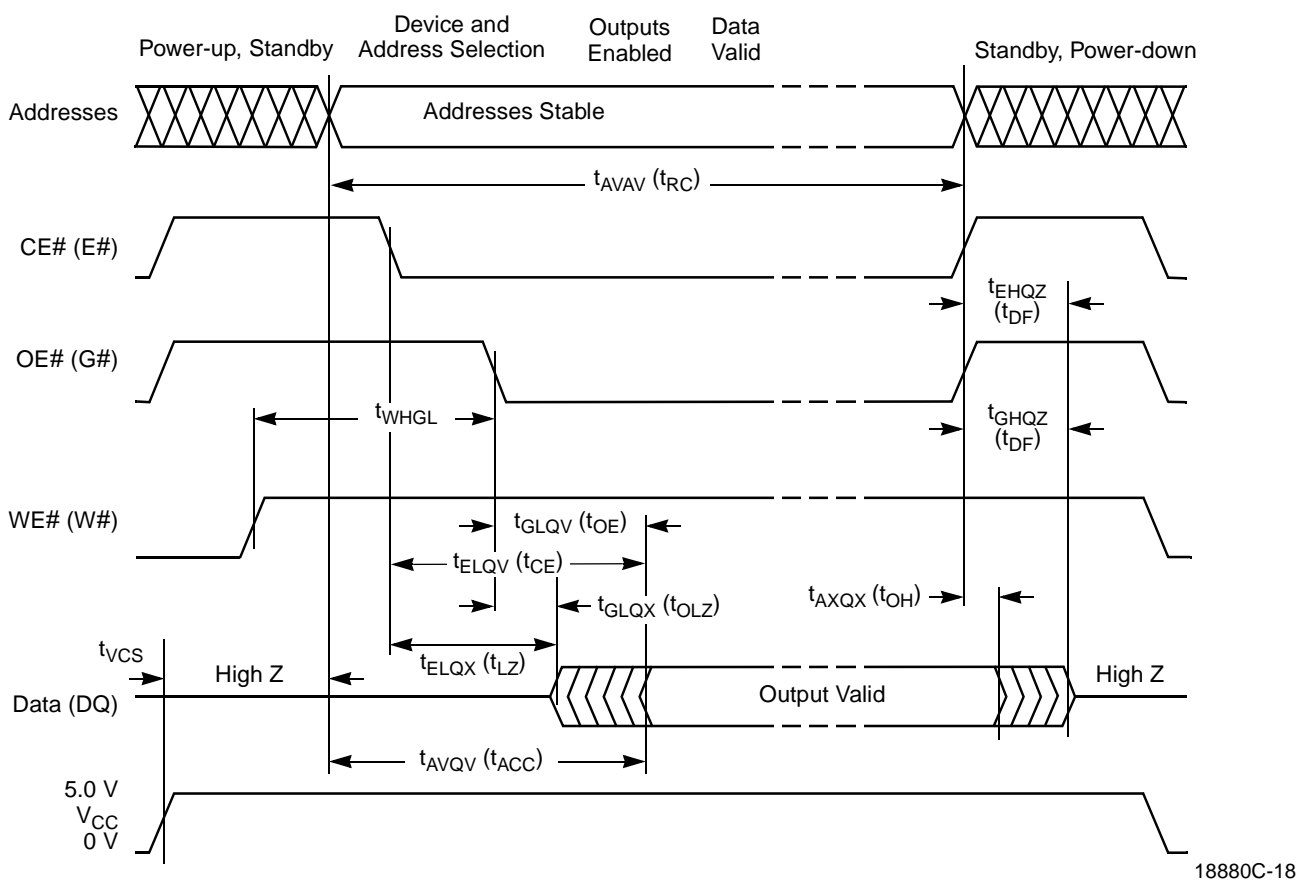 Power-up, Standby
Device and
Address Selection
Outputs
Enabled
Data
Valid
Standby, Power-down
Addresses
Addresses Stable
tAVAV (tRC)
CE# (E#)
tEHQZ
(tDF)
OE# (G#)
tWHGL
tGHQZ
(tDF)
WE# (W#)
tGLQV (tOE)
tELQV (tCE)
tGLQX (tOLZ)
tAXQX (tOH)
tVCS
tELQX (tLZ)
High Z
Output Valid
High Z
Data (DQ)
tAVQV (tACC)
5.0 V
VCC
0 V
18880C-18